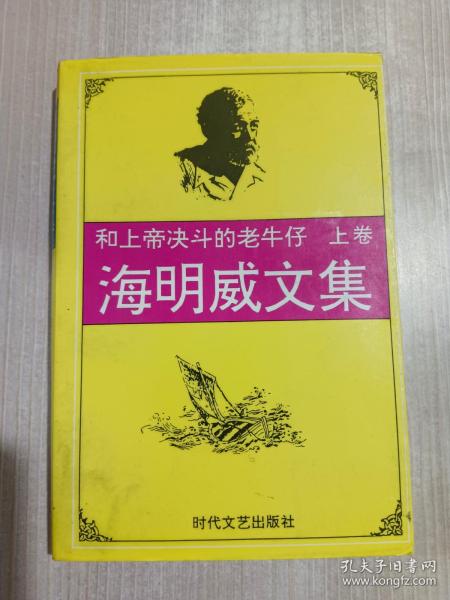 和上帝决斗的老牛仔 上卷
海明威文集
时代文艺出版社
孔夫子旧书网
www.kongfz.com